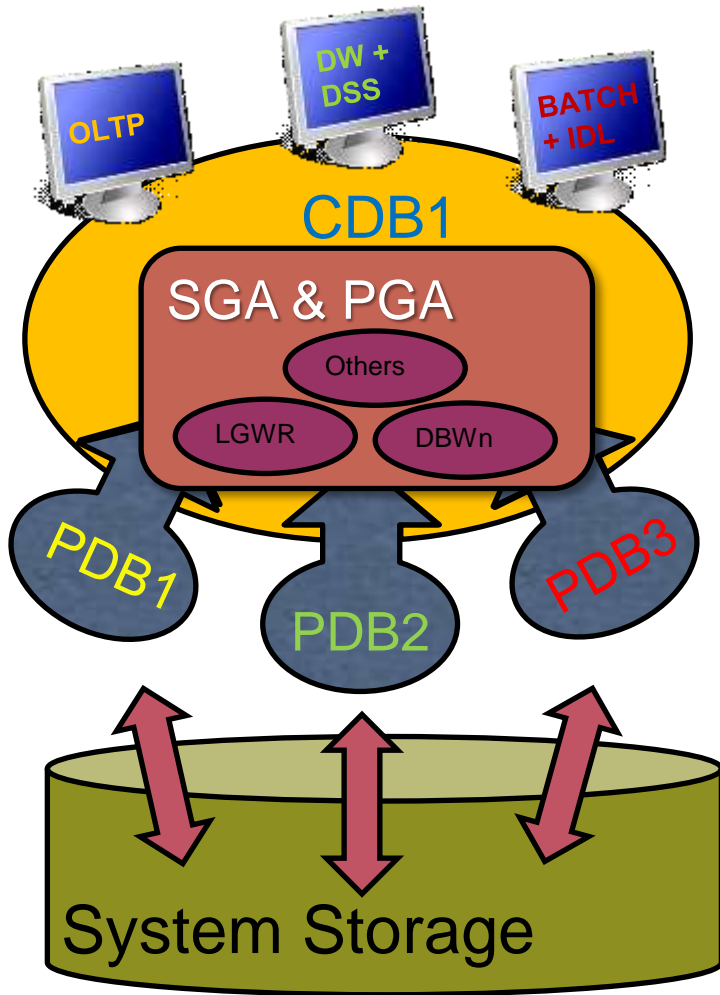 OLTP
DW +
DSS
BATCH
+ IDL
CDB1
SGA & PGA
Others
LGWR
DBWn
PDB1
PDB2
PDB3
System Storage